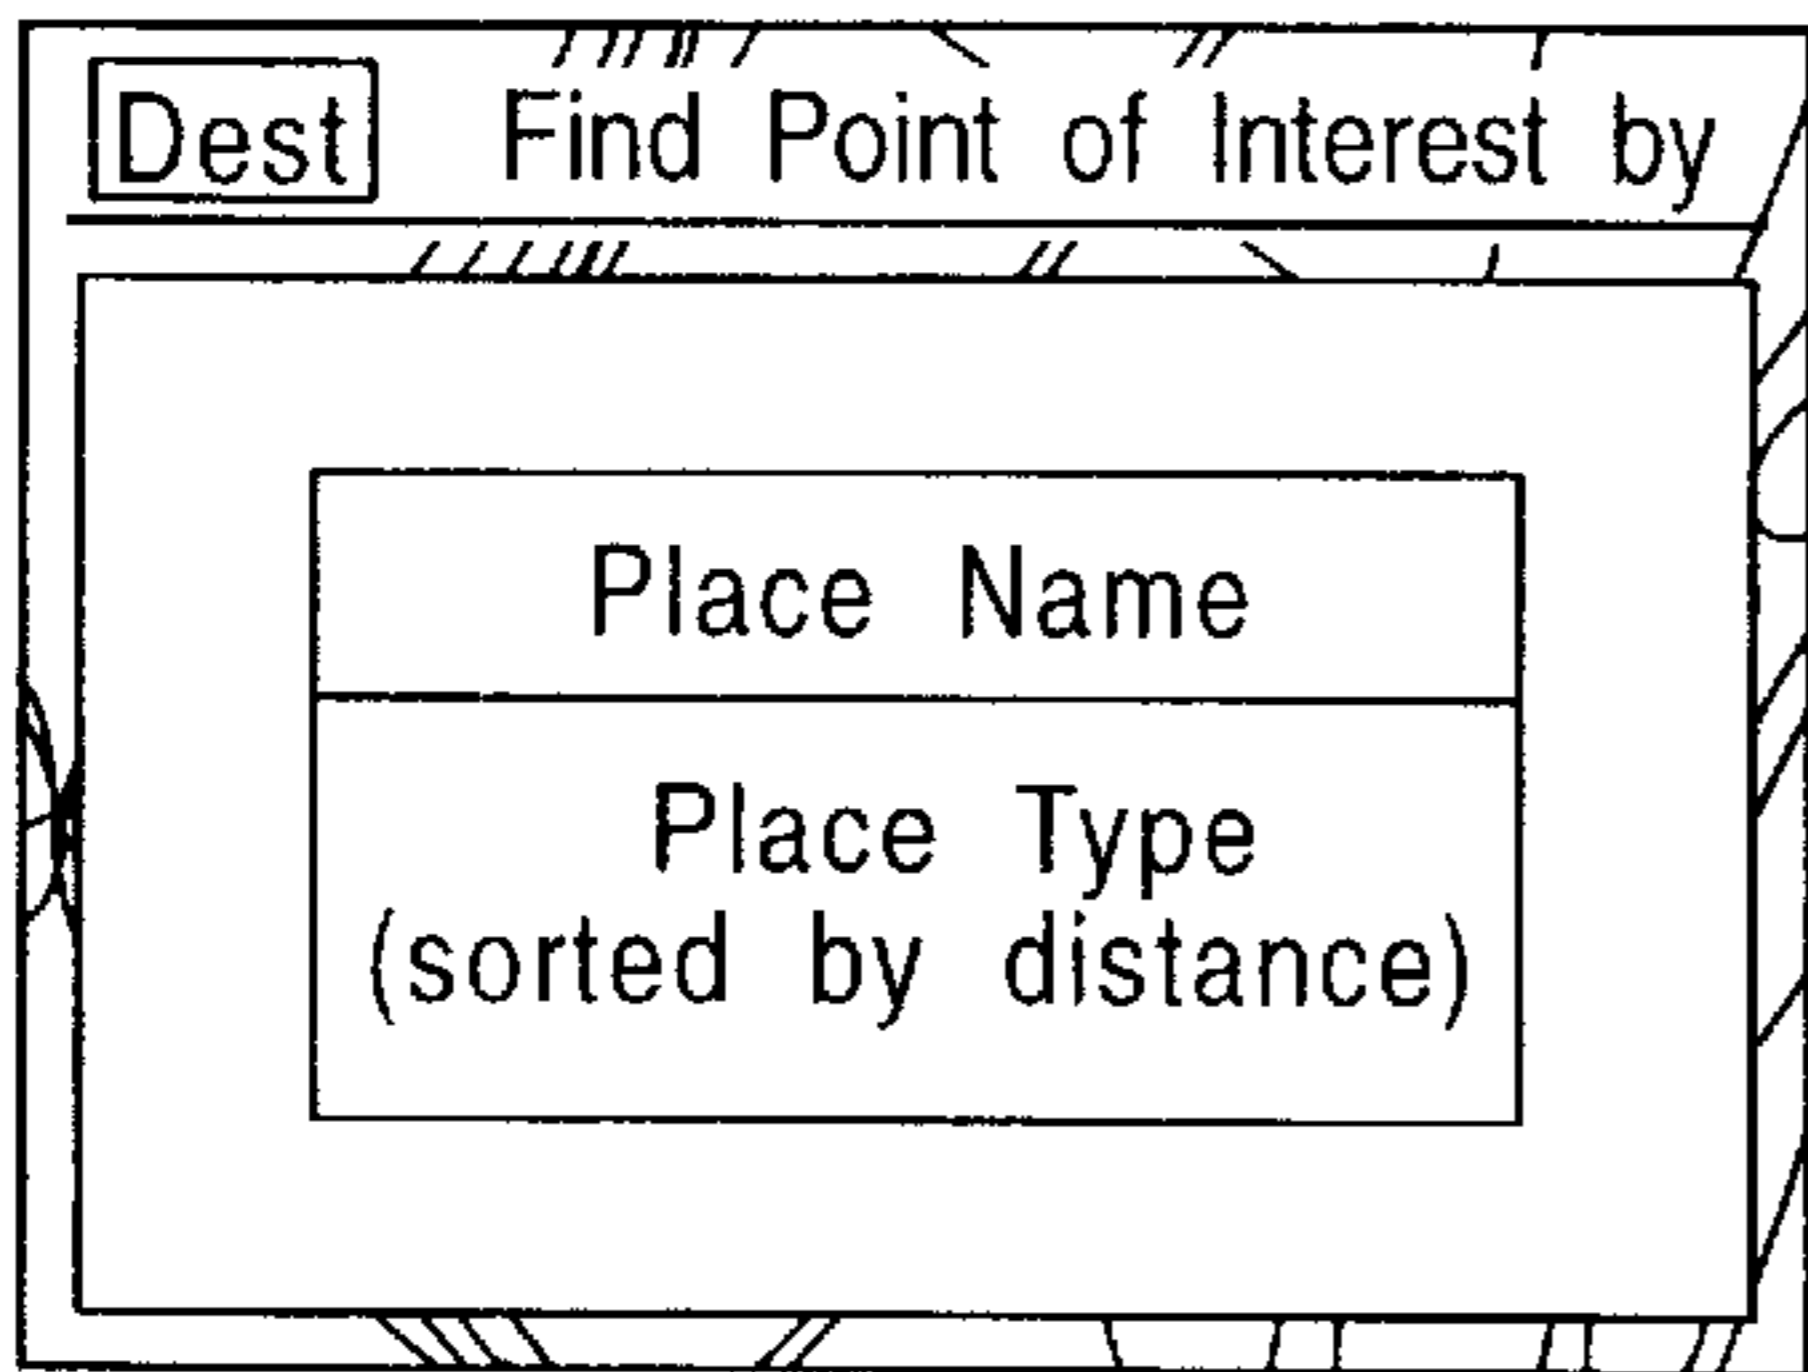 Dest Find Point of Interest by
Place Name
Place Type
(sorted by distance)